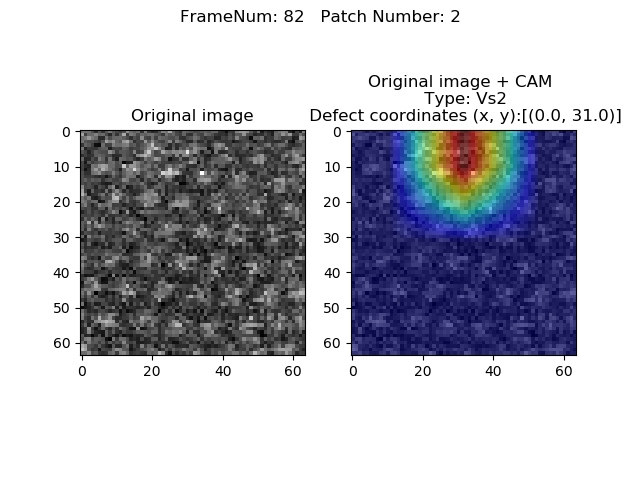 FrameNum: 82   Patch Number: 2
Original image
0
10
20
30
40
50
60
0 20 40 60
Original image + CAM
Type: Vs2
Defect coordinates (x, y):[(0.0, 31.0)]
0
10
20
30
40
50
60
0 20 40 60